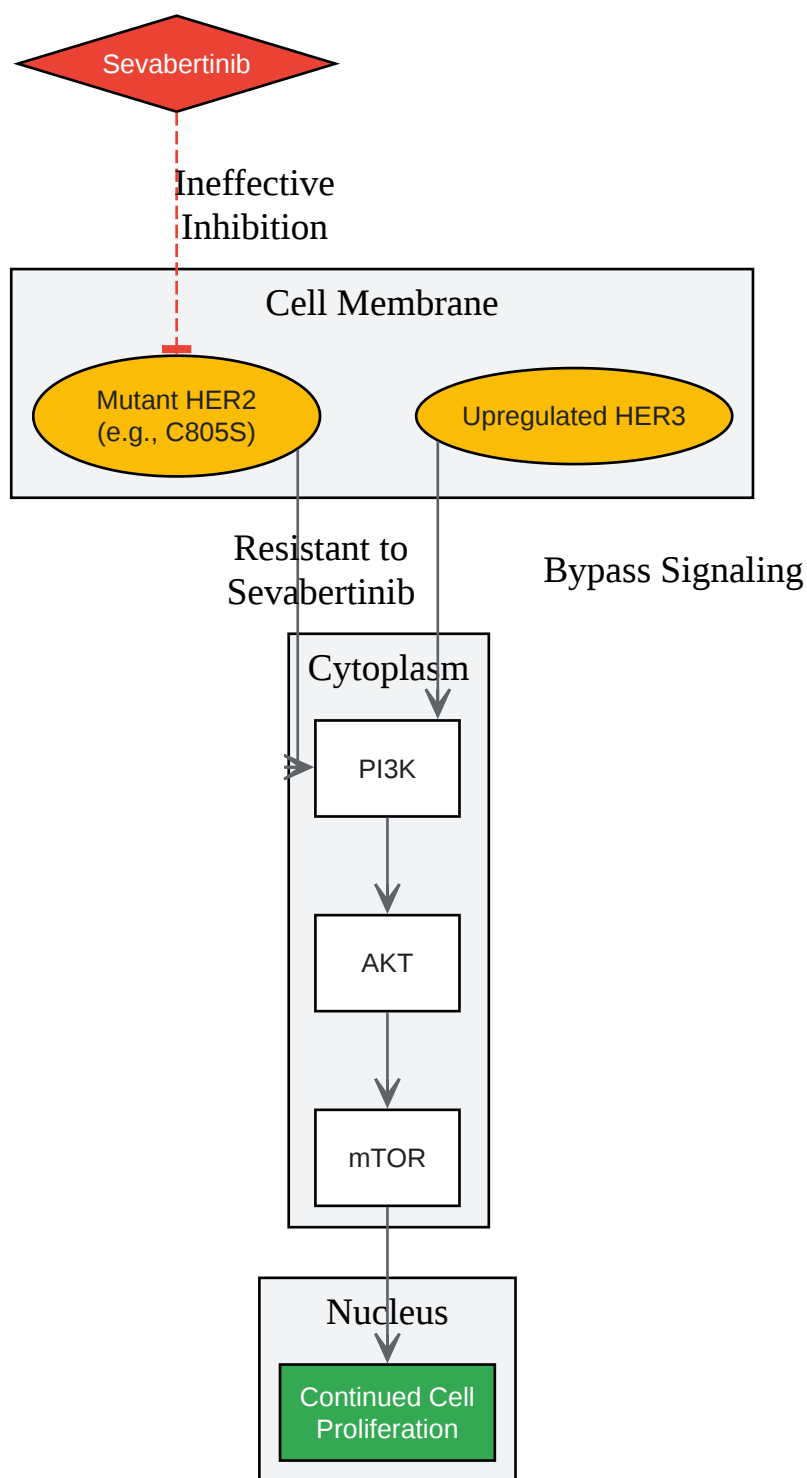 Sevabertinib
Ineffective
Inhibition
Cell Membrane
Mutant HER2
(e.g., C805S)
Upregulated HER3
Resistant to
Sevabertinib
Bypass Signaling
Cytoplasm
PI3K
AKT
mTOR
Nucleus
Continued Cell
Proliferation